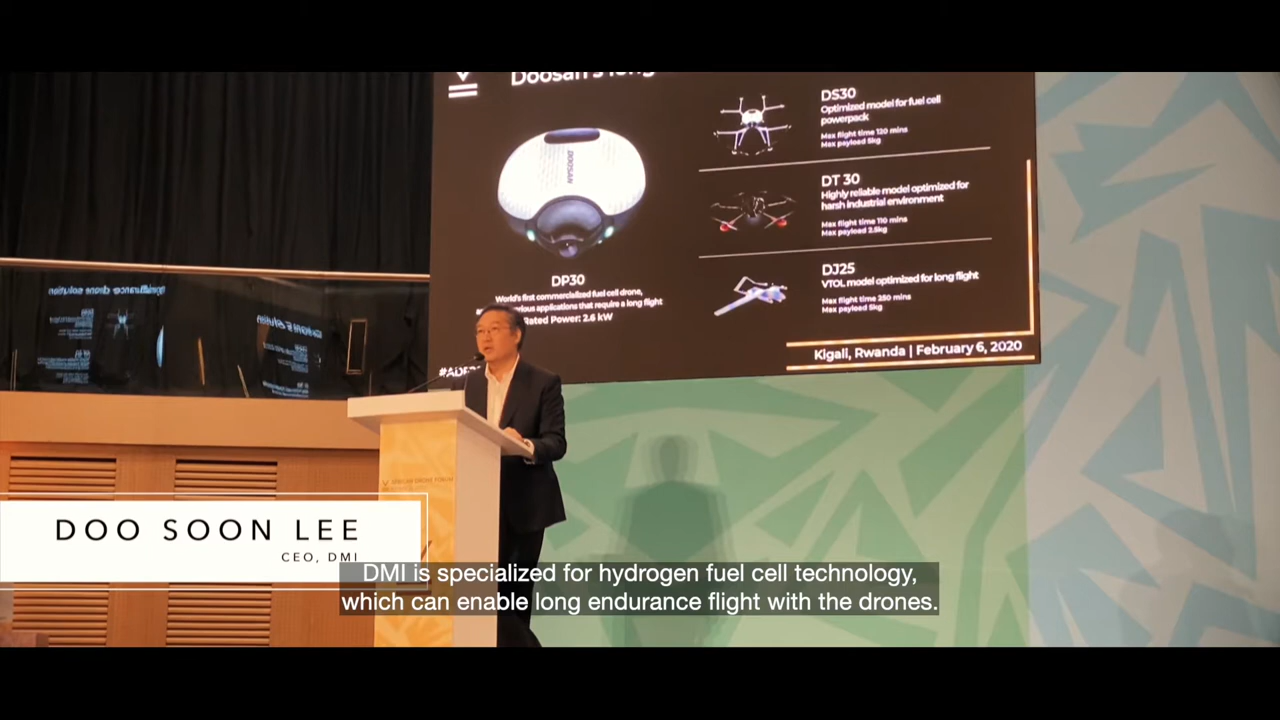 Doosan's long
DS30
Optimized model for fuel cell
powerpack
Max flight time 120 mins
Max payload 5kg
DOOSAN
DT 30
Highly reliable model optimized for
harsh industrial environment
Max flight time 110 mins
Max payload 2.5kg
DJ25
VTOL model optimized for long flight
Max flight time 250 mins
Max payload 5kg
DP30
World's first commercialized fuel cell drone,
applications that require a long flight
Rated Power: 2.6 kW
Kigali, Rwanda | February 6, 2020
AFRICAN DRONE FORUM
DOO SOON LEE
CEO, DMI
DMI is specialized for hydrogen fuel cell technology,
which can enable long endurance flight with the drones.